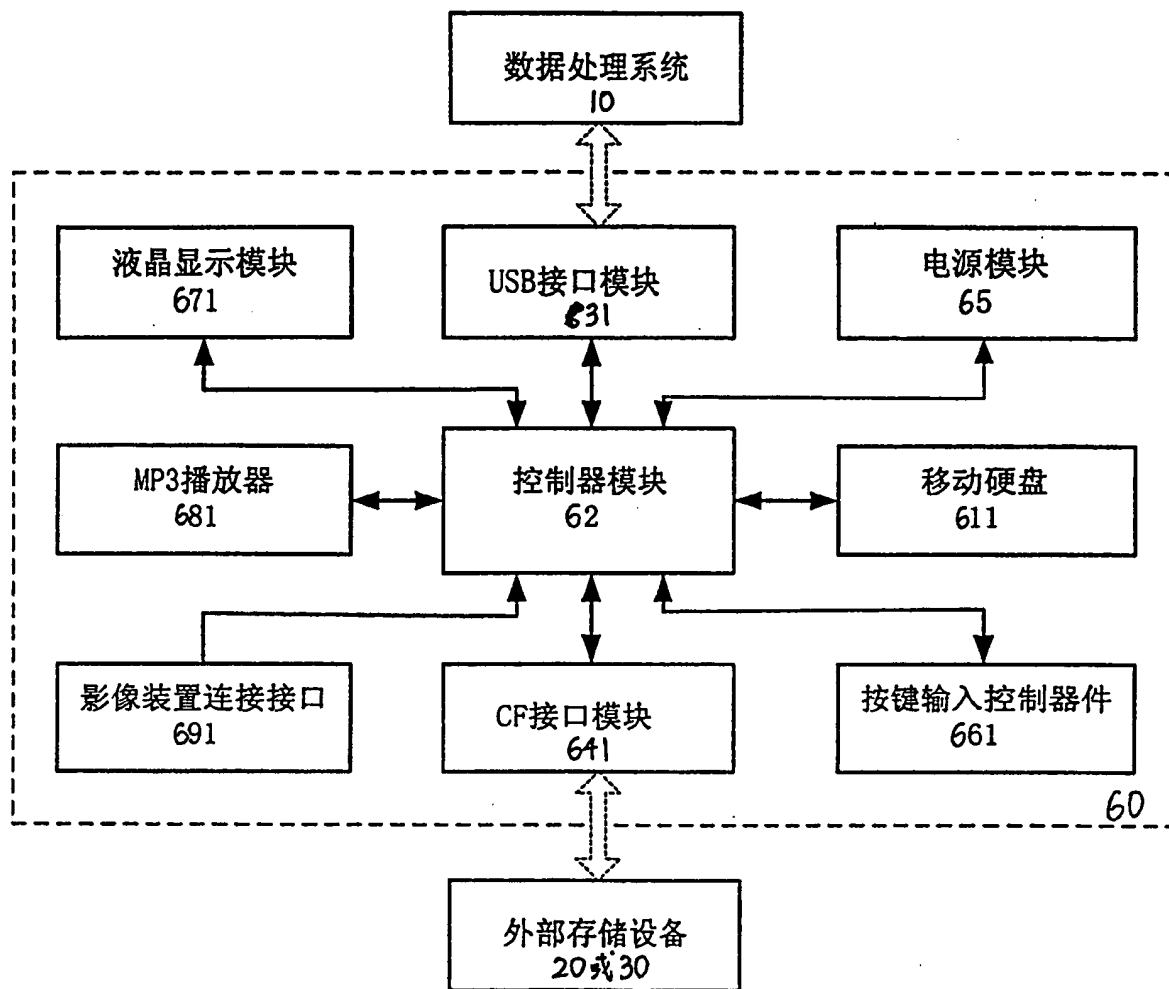 数据处理系统
10
液晶显示模块
671
USB接口模块
631
电源模块
65
MP3播放器
681
控制器模块
62
移动硬盘
611
影像装置连接接口
691
CF接口模块
641
按键输入控制器件
661
60
外部存储设备
20或30